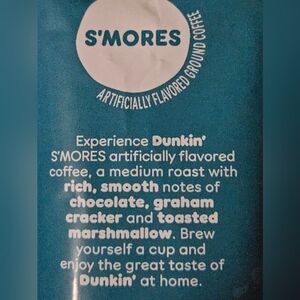 S'MORES
ARTIFICIALLY FLAVORED GROUND COFFEE
Experience Dunkin'
S'MORES artificially flavored
coffee, a medium roast with
rich, smooth notes of
chocolate, graham
cracker and toasted
marshmallow. Brew
yourself a cup and
enjoy the great taste of
Dunkin' at home.